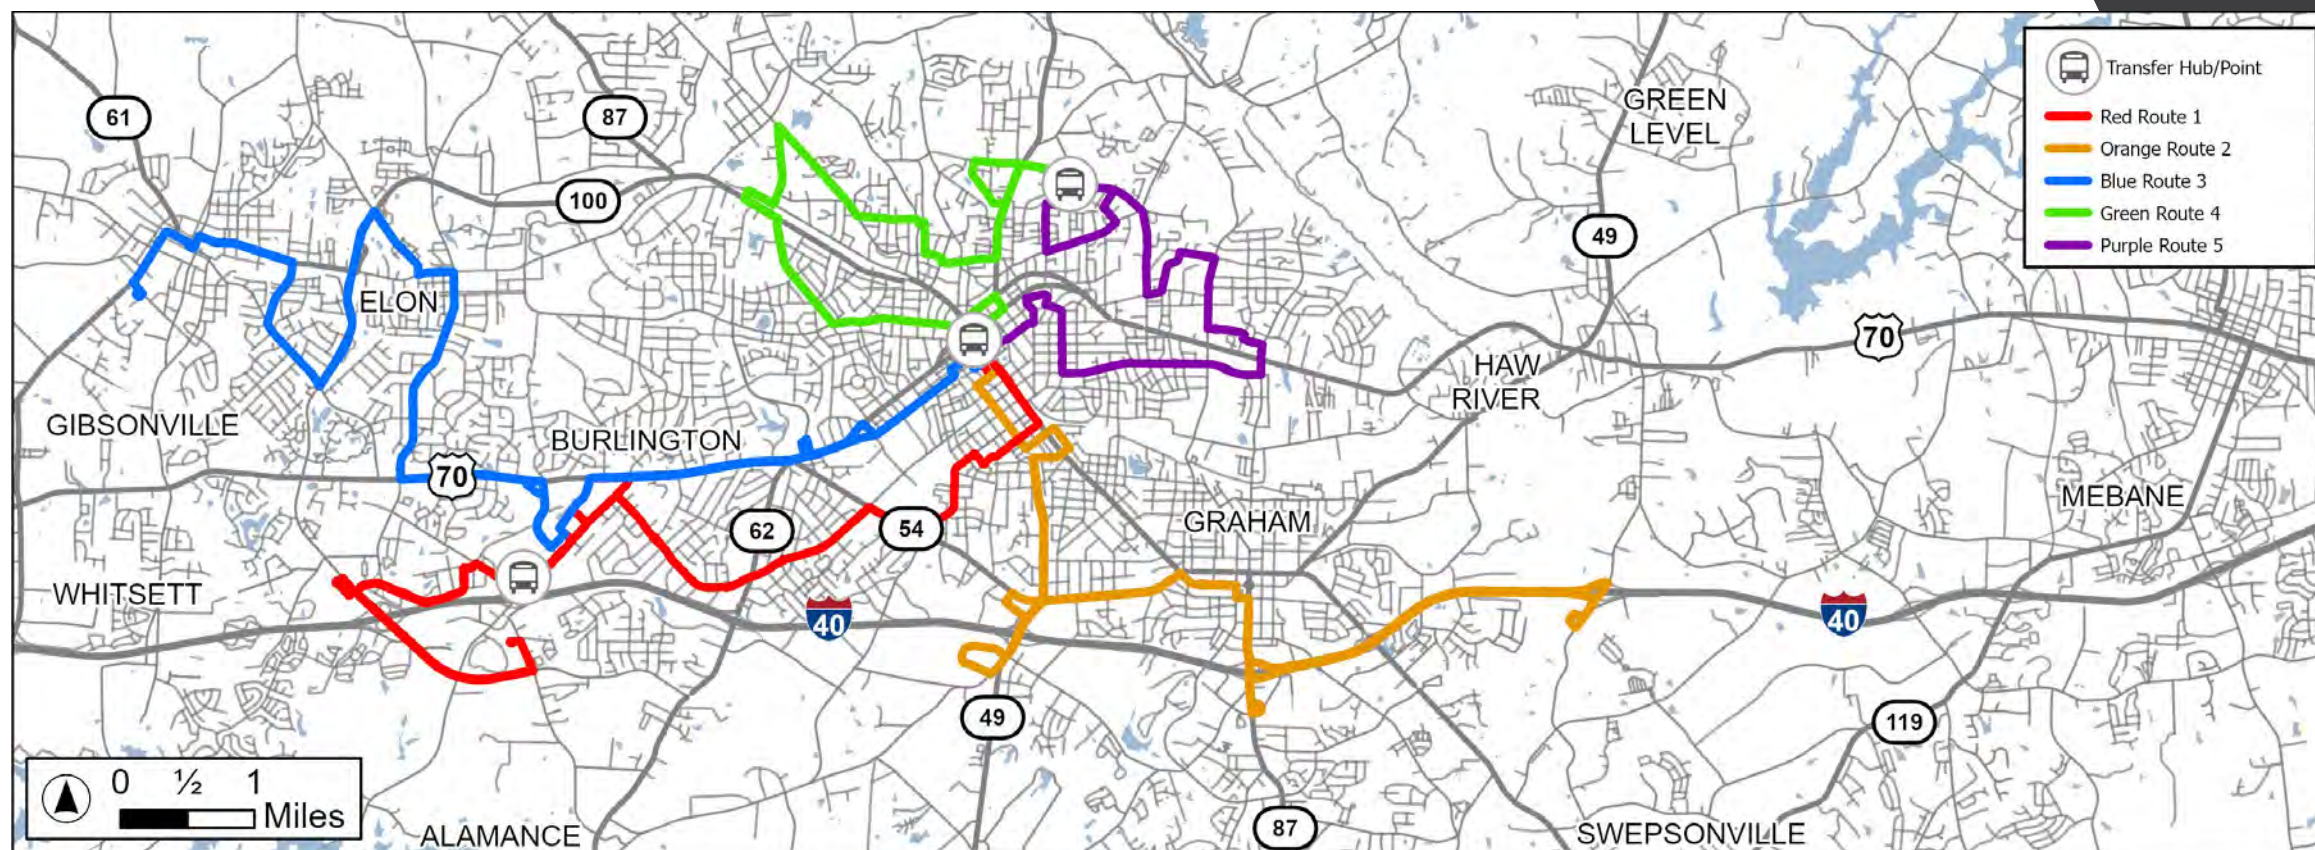 61
87
100
GREEN
LEVEL
Transfer Hub/Point
Red Route 1
Orange Route 2
Blue Route 3
Green Route 4
Purple Route 5
49
ELON
70
HAW
RIVER
GIBSONVILLE
BURLINGTON
70
MEBANE
62
54
GRAHAM
WHITSETT
40
40
49
119
0 ½ 1
Miles
ALAMANCE
87
SWEPSONVILLE